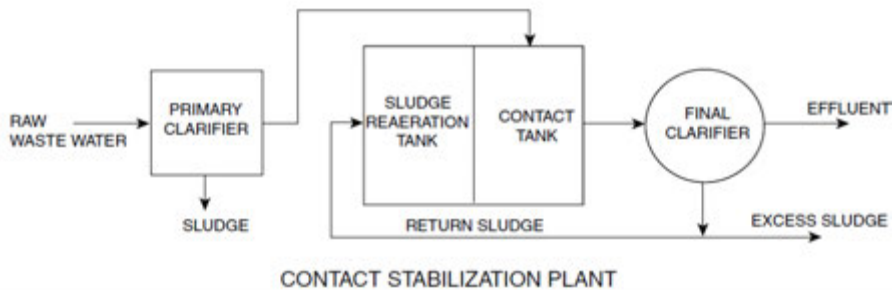 RAW
WASTE WATER
PRIMARY
CLARIFIER
SLUDGE
SLUDGE
REAERATION
TANK
CONTACT
TANK
FINAL
CLARIFIER
EFFLUENT
RETURN SLUDGE
EXCESS SLUDGE
CONTACT STABILIZATION PLANT